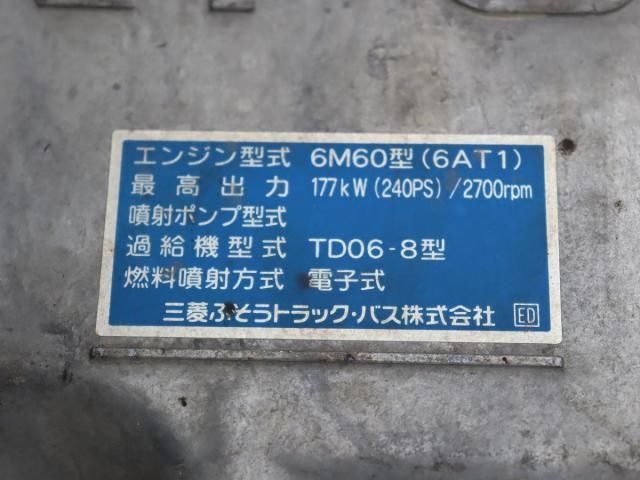 エンジン型式 6M60型(6AT1)
最高出力 177kW(240PS)/2700rpm
噴射ポンプ型式
過給機型式 TD06-8型
燃料噴射方式 電子式
三菱ふそうトラック・バス株式会社 ED